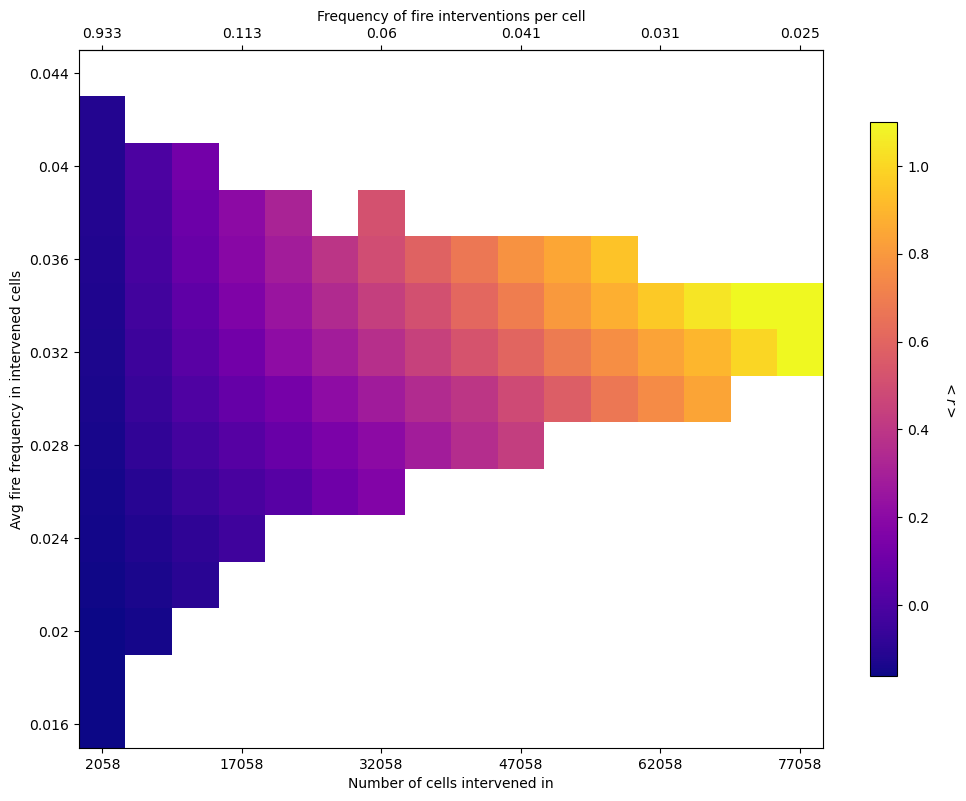 Frequency of fire interventions per cell
0.933 0.113 0.06 0.041 0.031 0.025
Avg fire frequency in intervened cells
0.044
0.04
0.036
0.032
0.028
0.024
0.02
0.016
2058 17058 32058 47058 62058 77058
Number of cells intervened in
1.0
0.8
0.6
0.4
0.2
0.0
< r >